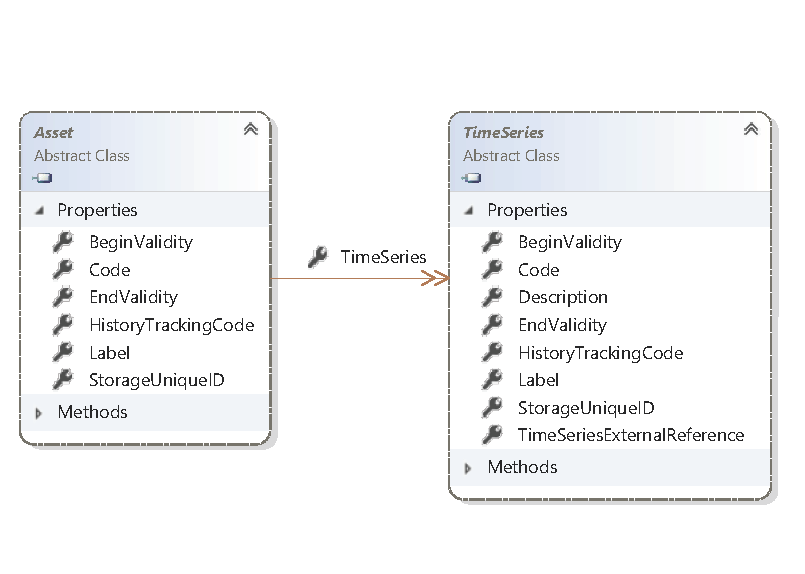 Asset
Abstract Class
Properties
BeginValidity
Code
EndValidity
HistoryTrackingCode
Label
StorageUniqueID
Methods
TimeSeries
TimeSeries
Abstract Class
Properties
BeginValidity
Code
Description
EndValidity
HistoryTrackingCode
Label
StorageUniqueID
TimeSeriesExternalReference
Methods